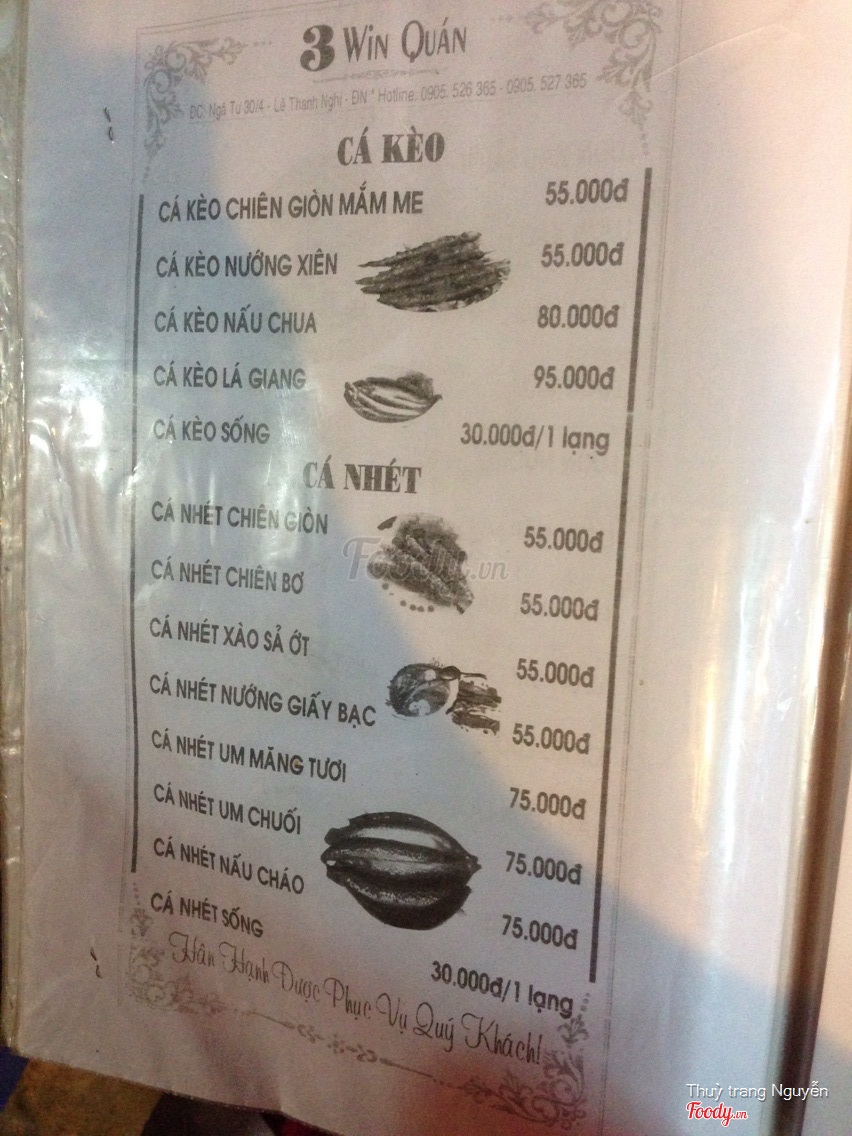 3 Win Quán
ĐC: Ngã Tư 30/4 - Lê Thanh Nghị - ĐN * Hotline: 0905. 526 365 - 0905. 527 365
CÁ KÈO
CÁ KÈO CHIÊN GIÒN MẮM ME 55.000đ
CÁ KÈO NƯỚNG XIÊN 55.000đ
CÁ KÈO NẤU CHUA 80.000đ
CÁ KÈO LÁ GIANG 95.000đ
CÁ KÈO SỐNG 30.000đ/1 lạng
CÁ NHÉT
CÁ NHÉT CHIÊN GIÒN 55.000đ
CÁ NHÉT CHIÊN BƠ 55.000đ
CÁ NHÉT XÀO SẢ ỚT 55.000đ
CÁ NHÉT NƯỚNG GIẤY BẠC 55.000đ
CÁ NHÉT UM MĂNG TƯƠI 75.000đ
CÁ NHÉT UM CHUỐI 75.000đ
CÁ NHÉT NẤU CHÁO 75.000đ
CÁ NHÉT SỐNG 30.000đ/1 lạng
Hân Hạnh Được Phục Vụ Quý Khách!
Foody.vn
Thuỳ trang Nguyễn
Foody.vn